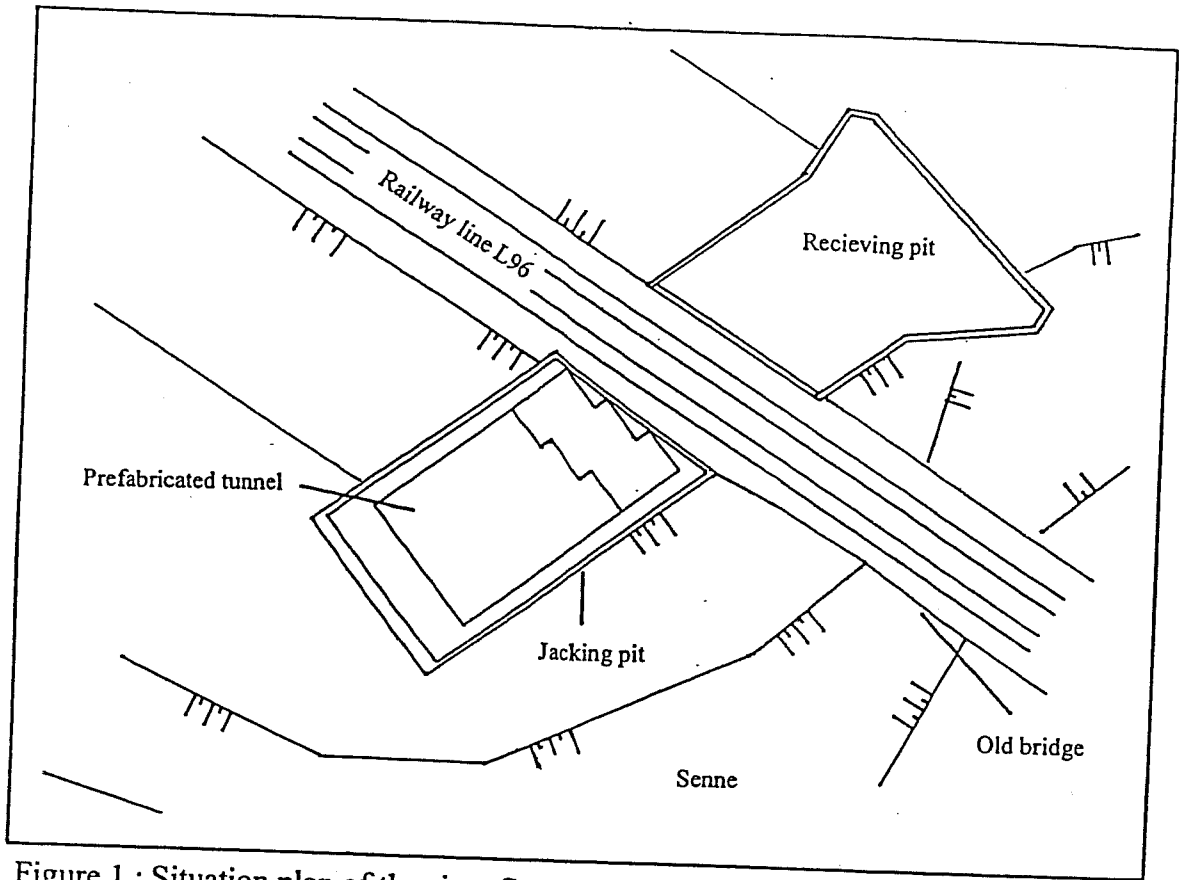 Railway line L96
Recieving pit
Prefabricated tunnel
Jacking pit
Old bridge
Senne
Figure 1 : Situation plan of the